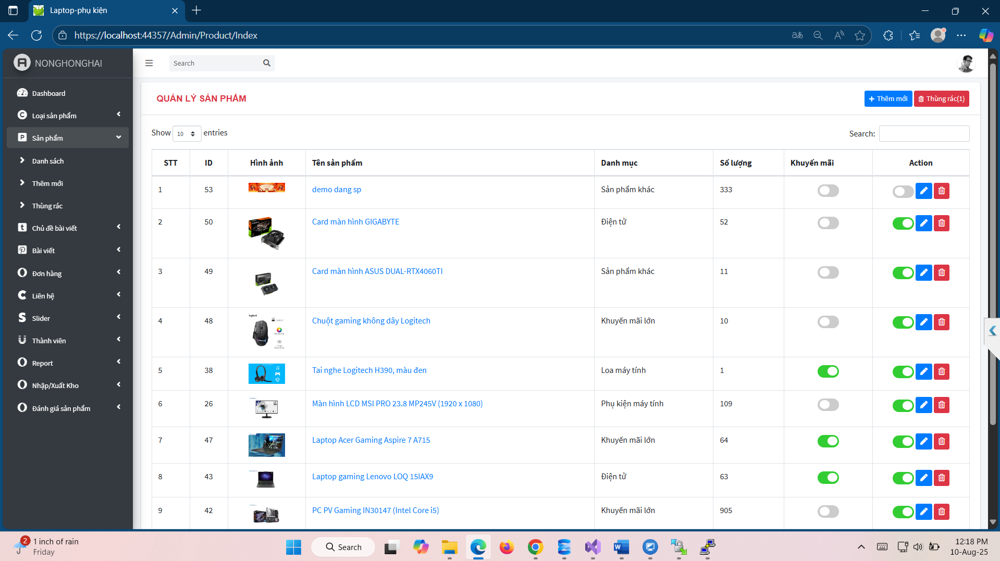 Laptop-phụ kiện
https://localhost:44357/Admin/Product/Index
NONGHONGHAI
Search
Dashboard
Loại sản phẩm
Sản phẩm
Danh sách
Thêm mới
Thùng rác
Chủ đề bài viết
Bài viết
Đơn hàng
Liên hệ
Slider
Thành viên
Report
Nhập/Xuất Kho
Đánh giá sản phẩm
QUẢN LÝ SẢN PHẨM
Thêm mới
Thùng rác(1)
Show 10 entries
Search:
STT ID Hình ảnh Tên sản phẩm Danh mục Số lượng Khuyến mãi Action
1 53 demo dang sp Sản phẩm khác 333
2 50 Card màn hình GIGABYTE Điện tử 52
3 49 Card màn hình ASUS DUAL-RTX4060TI Sản phẩm khác 11
4 48 Chuột gaming không dây Logitech Khuyến mãi lớn 10
5 38 Tai nghe Logitech H390, màu đen Loa máy tính 1
6 26 Màn hình LCD MSI PRO 23.8 MP245V (1920 x 1080) Phụ kiện máy tính 109
7 47 Laptop Acer Gaming Aspire 7 A715 Khuyến mãi lớn 64
8 43 Laptop gaming Lenovo LOQ 15IAX9 Điện tử 63
9 42 PC PV Gaming IN30147 (Intel Core i5) Khuyến mãi lớn 905
2
1 inch of rain
Friday
Search
12:18 PM
10-Aug-25